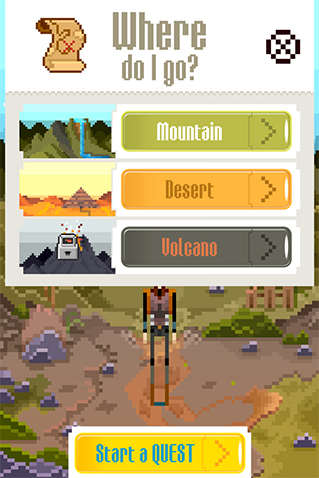 Where
do I go?
Mountain
Desert
Volcano
Start a QUEST